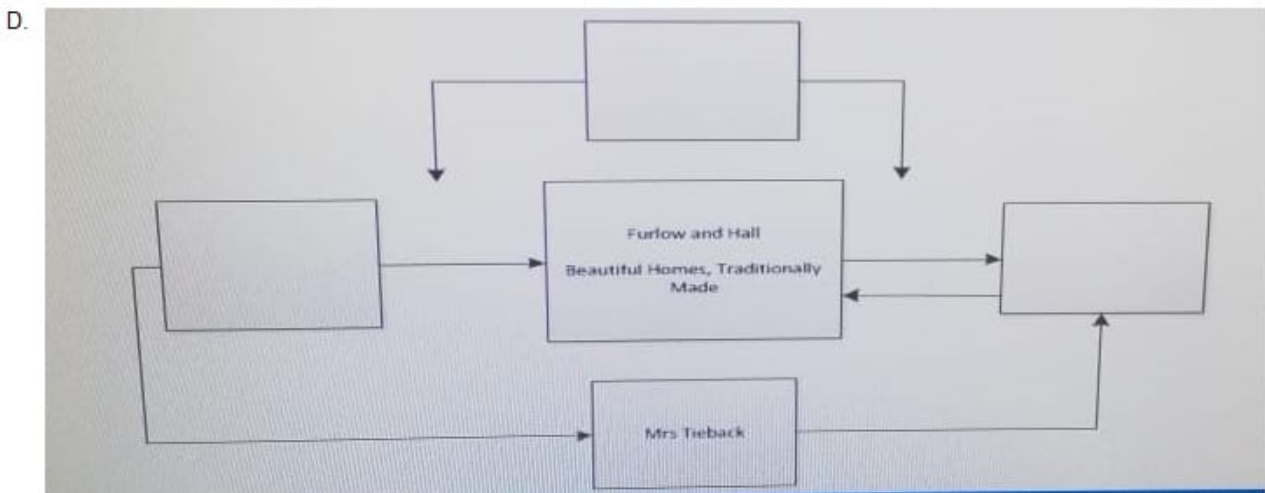 D.
Furlow and Hall
Beautiful Homes, Traditionally
Made
Mrs Tieback